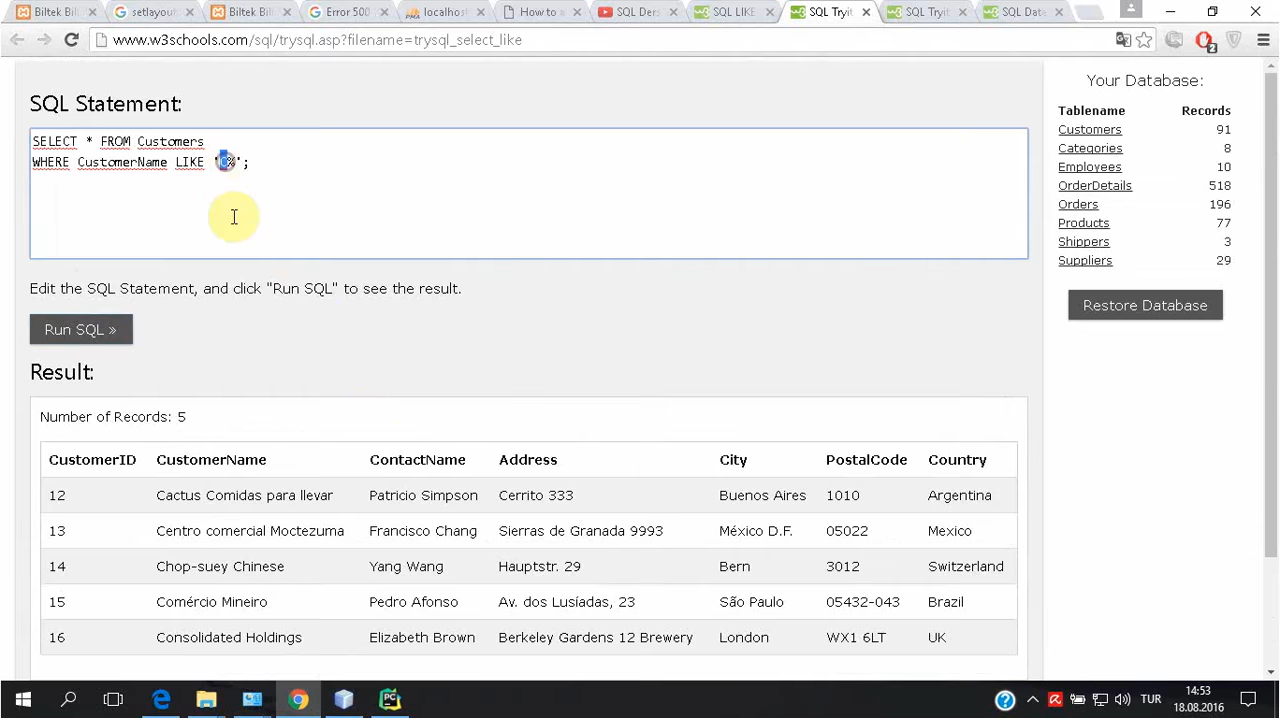 Biltek Bil
setlayout
Biltek Bil
Error 500
localhos
How to s
SQL Ders
SQL LIKE
SQL Tryit
SQL Tryit
SQL Data
www.w3schools.com/sql/trysql.asp?filename=trysql_select_like
2
SQL Statement:
SELECT * FROM Customers
WHERE CustomerName LIKE 'C%';
Edit the SQL Statement, and click "Run SQL" to see the result.
Run SQL »
Result:
Number of Records: 5
CustomerID CustomerName ContactName Address City PostalCode Country
12 Cactus Comidas para llevar Patricio Simpson Cerrito 333 Buenos Aires 1010 Argentina
13 Centro comercial Moctezuma Francisco Chang Sierras de Granada 9993 México D.F. 05022 Mexico
14 Chop-suey Chinese Yang Wang Hauptstr. 29 Bern 3012 Switzerland
15 Comércio Mineiro Pedro Afonso Av. dos Lusíadas, 23 São Paulo 05432-043 Brazil
16 Consolidated Holdings Elizabeth Brown Berkeley Gardens 12 Brewery London WX1 6LT UK
Your Database:
Tablename Records
Customers 91
Categories 8
Employees 10
OrderDetails 518
Orders 196
Products 77
Shippers 3
Suppliers 29
Restore Database
TUR
14:53
18.08.2016